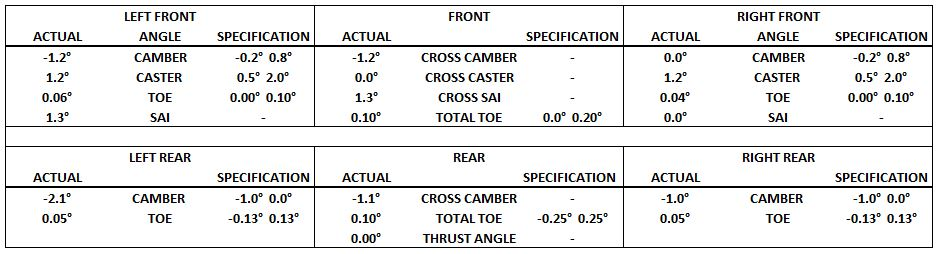 LEFT FRONT FRONT RIGHT FRONT
ACTUAL ANGLE SPECIFICATION ACTUAL SPECIFICATION ACTUAL ANGLE SPECIFICATION
-1.2° CAMBER -0.2° 0.8° -1.2° CROSS CAMBER - 0.0° CAMBER -0.2° 0.8°
1.2° CASTER 0.5° 2.0° 0.0° CROSS CASTER - 1.2° CASTER 0.5° 2.0°
0.06° TOE 0.00° 0.10° 1.3° CROSS SAI - 0.04° TOE 0.00° 0.10°
1.3° SAI - 0.10° TOTAL TOE 0.0° 0.20° 0.0° SAI -
LEFT REAR REAR RIGHT REAR
ACTUAL SPECIFICATION ACTUAL SPECIFICATION ACTUAL SPECIFICATION
-2.1° CAMBER -1.0° 0.0° -1.1° CROSS CAMBER - -1.0° CAMBER -1.0° 0.0°
0.05° TOE -0.13° 0.13° 0.10° TOTAL TOE -0.25° 0.25° 0.05° TOE -0.13° 0.13°
0.00° THRUST ANGLE -